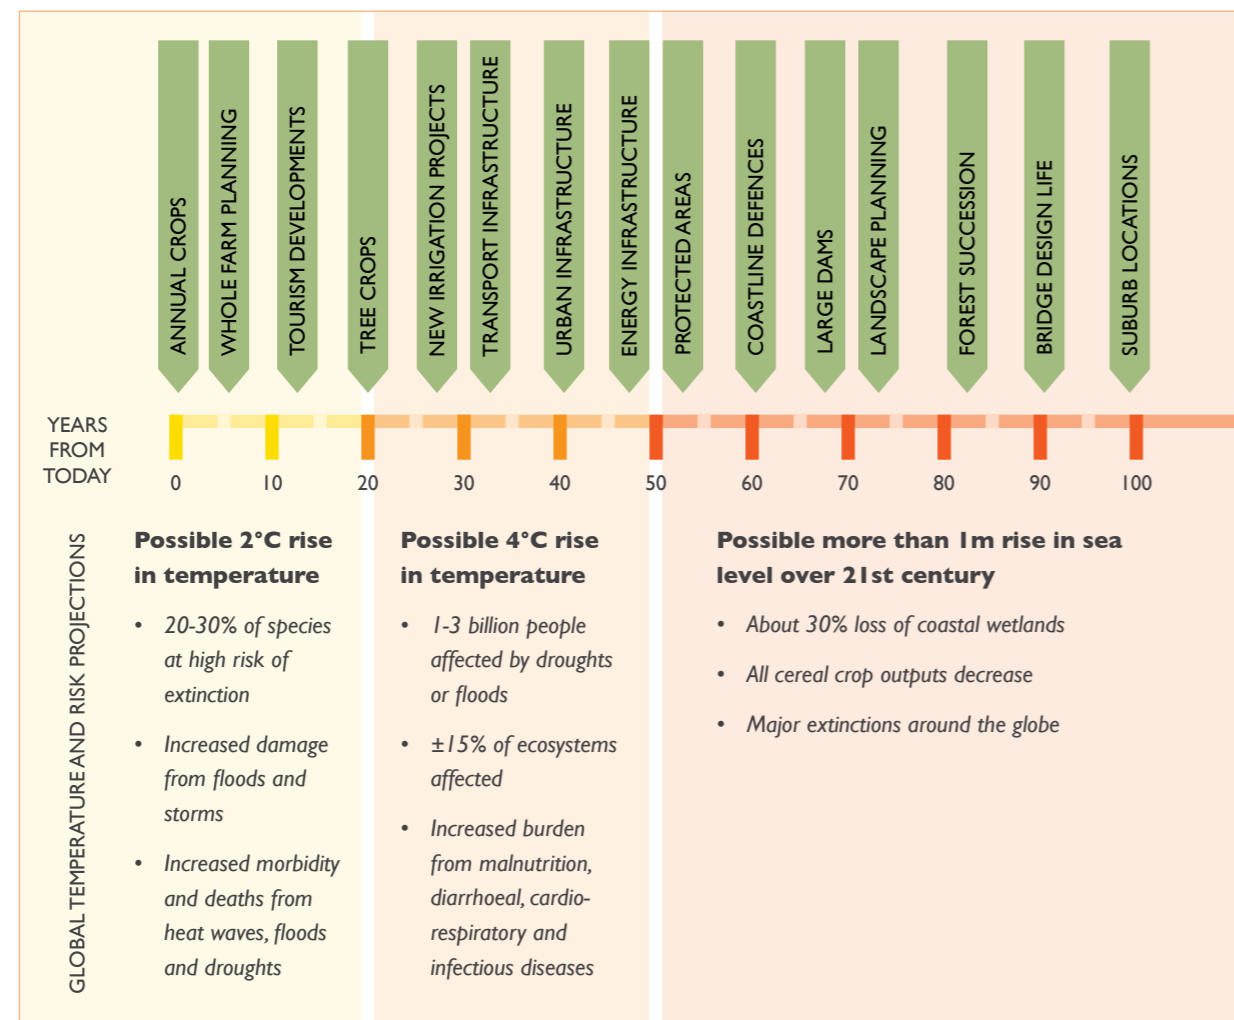 ANNUAL CROPS
WHOLE FARM PLANNING
TOURISM DEVELOPMENTS
TREE CROPS
NEW IRRIGATION PROJECTS
TRANSPORT INFRASTRUCTURE
URBAN INFRASTRUCTURE
ENERGY INFRASTRUCTURE
PROTECTED AREAS
COASTLINE DEFENCES
LARGE DAMS
LANDSCAPE PLANNING
FOREST SUCCESSION
BRIDGE DESIGN LIFE
SUBURB LOCATIONS
YEARS
FROM
TODAY
0 10 20 30 40 50 60 70 80 90 100
GLOBAL TEMPERATURE AND RISK PROJECTIONS
Possible 2°C rise
in temperature
• 20-30% of species
at high risk of
extinction
• Increased damage
from floods and
storms
• Increased morbidity
and deaths from
heat waves, floods
and droughts
Possible 4°C rise
in temperature
• 1-3 billion people
affected by droughts
or floods
• ±15% of ecosystems
affected
• Increased burden
from malnutrition,
diarrhoeal, cardio-
respiratory and
infectious diseases
Possible more than 1m rise in sea
level over 21st century
• About 30% loss of coastal wetlands
• All cereal crop outputs decrease
• Major extinctions around the globe